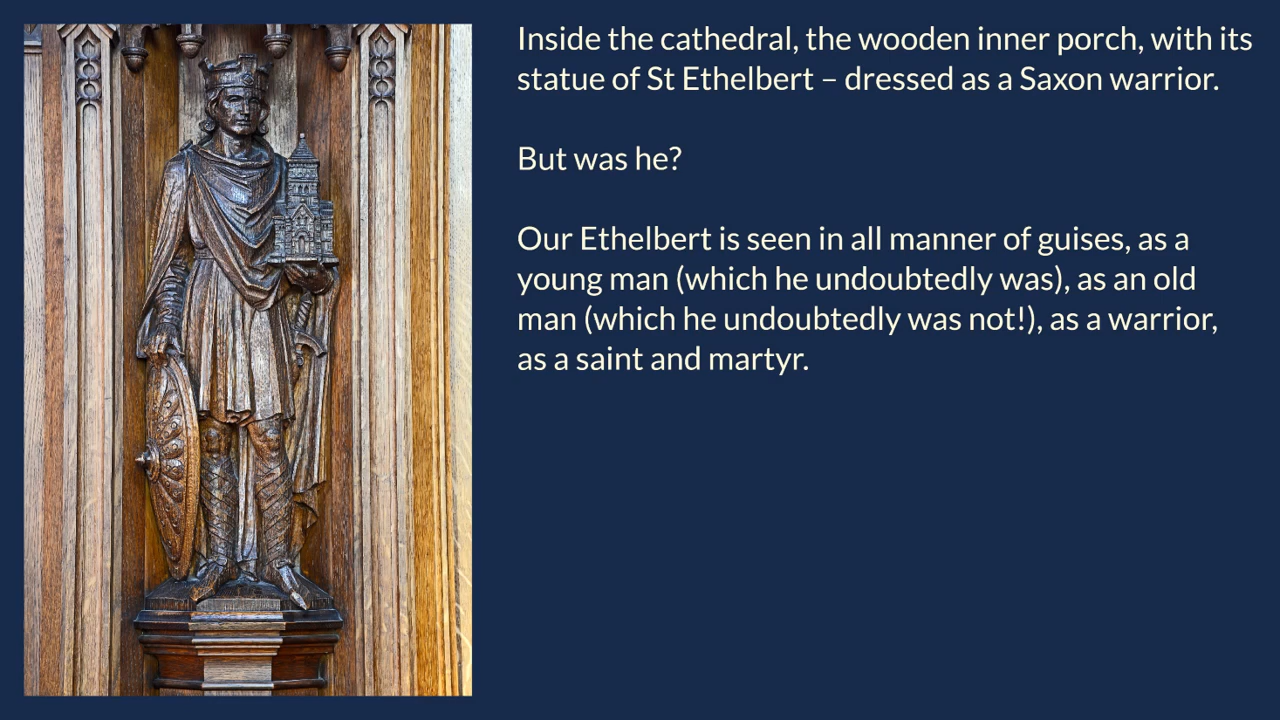 Inside the cathedral, the wooden inner porch, with its
statue of St Ethelbert – dressed as a Saxon warrior.
But was he?
Our Ethelbert is seen in all manner of guises, as a
young man (which he undoubtedly was), as an old
man (which he undoubtedly was not!), as a warrior,
as a saint and martyr.